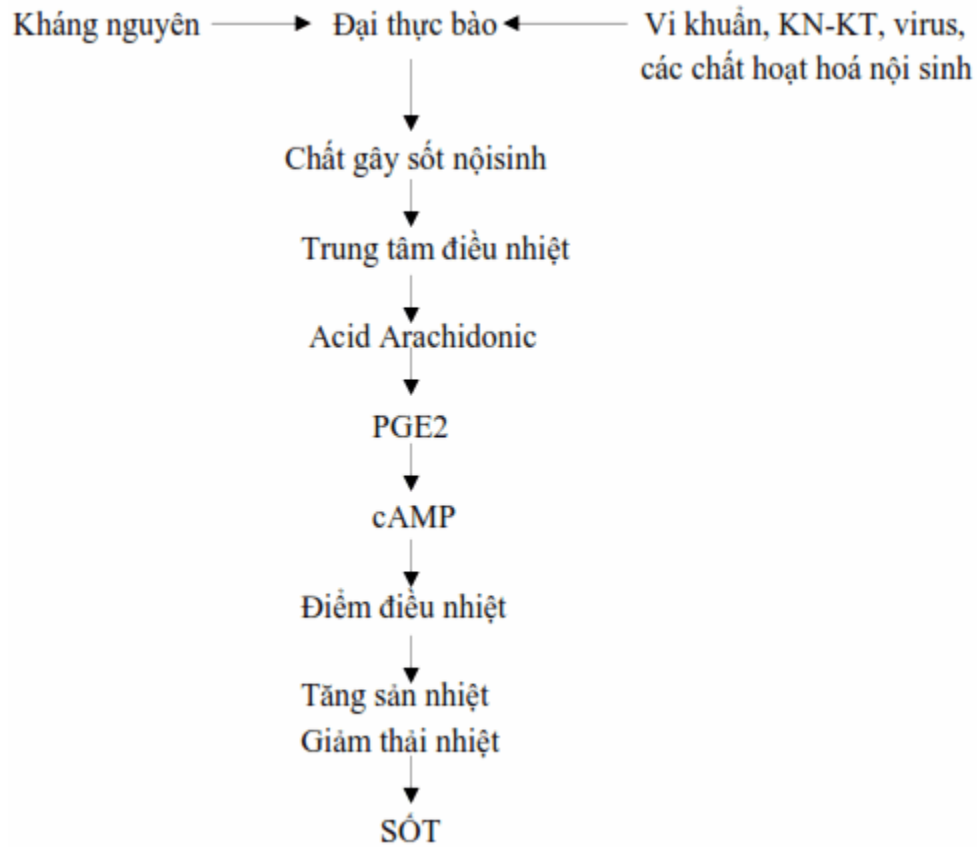 Kháng nguyên
Đại thực bào
Vi khuẩn, KN-KT, virus,
các chất hoạt hoá nội sinh
Chất gây sốt nộisinh
Trung tâm điều nhiệt
Acid Arachidonic
PGE2
cAMP
Điểm điều nhiệt
Tăng sản nhiệt
Giảm thải nhiệt
SỐT